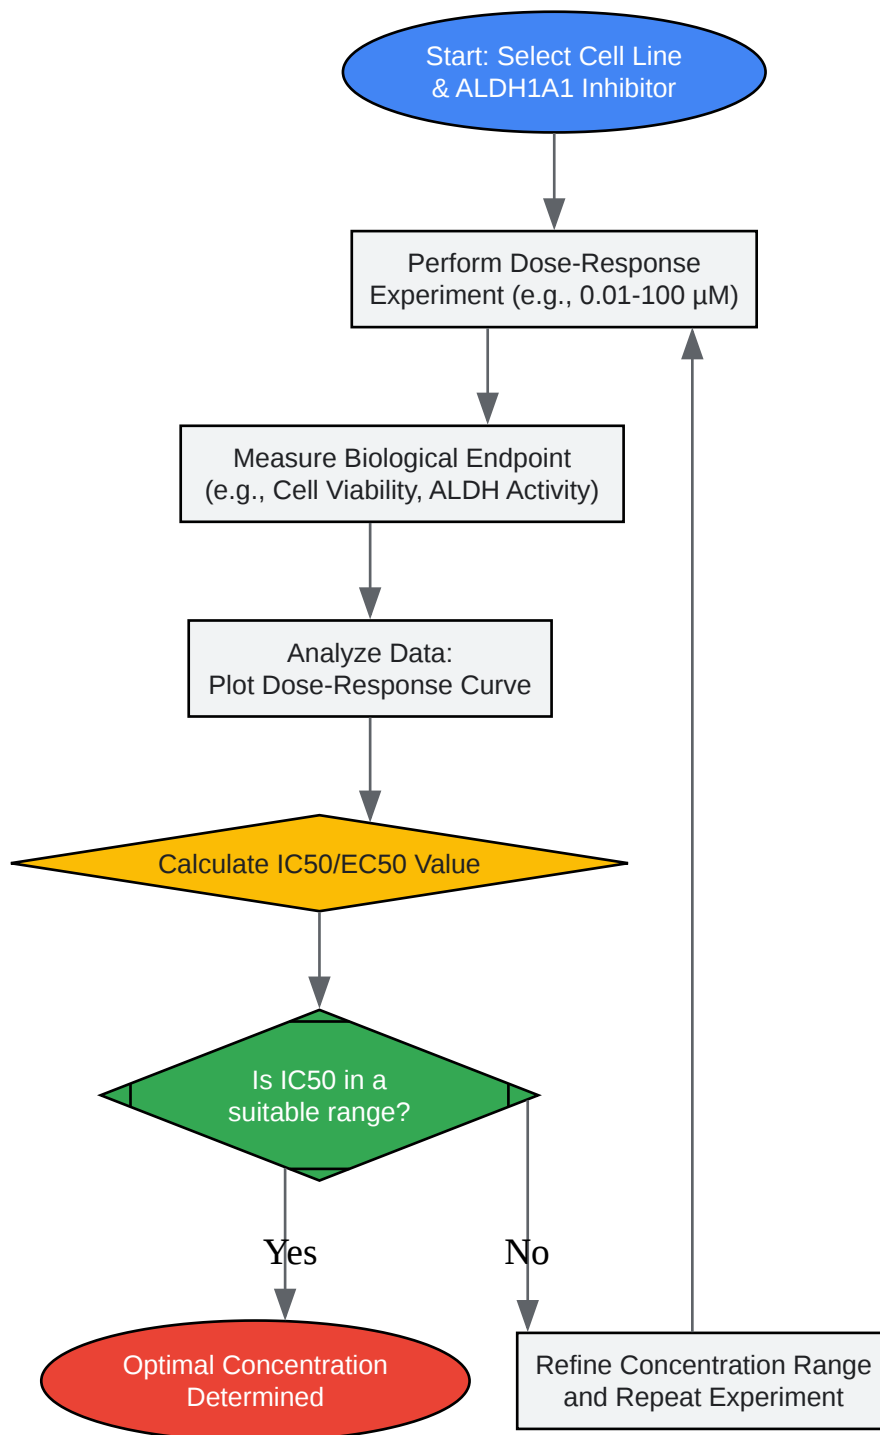 Start: Select Cell Line
& ALDH1A1 Inhibitor
Perform Dose-Response
Experiment (e.g., 0.01-100 µM)
Measure Biological Endpoint
(e.g., Cell Viability, ALDH Activity)
Analyze Data:
Plot Dose-Response Curve
Calculate IC50/EC50 Value
Is IC50 in a
suitable range?
Yes
No
Optimal Concentration
Determined
Refine Concentration Range
and Repeat Experiment